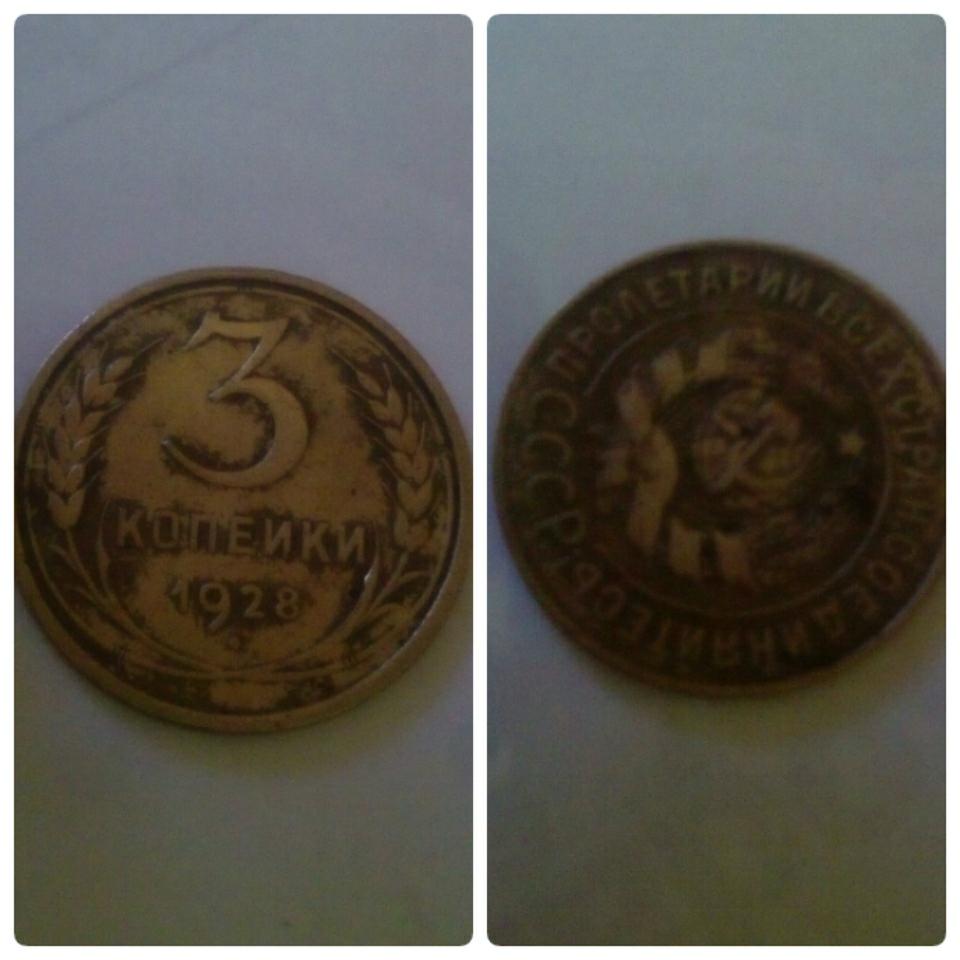 3
КОПЕЙКИ
1928
ПРОЛЕТАРИИ ВСЕХ СТРАН, СОЕДИНЯЙТЕСЬ!
СССР